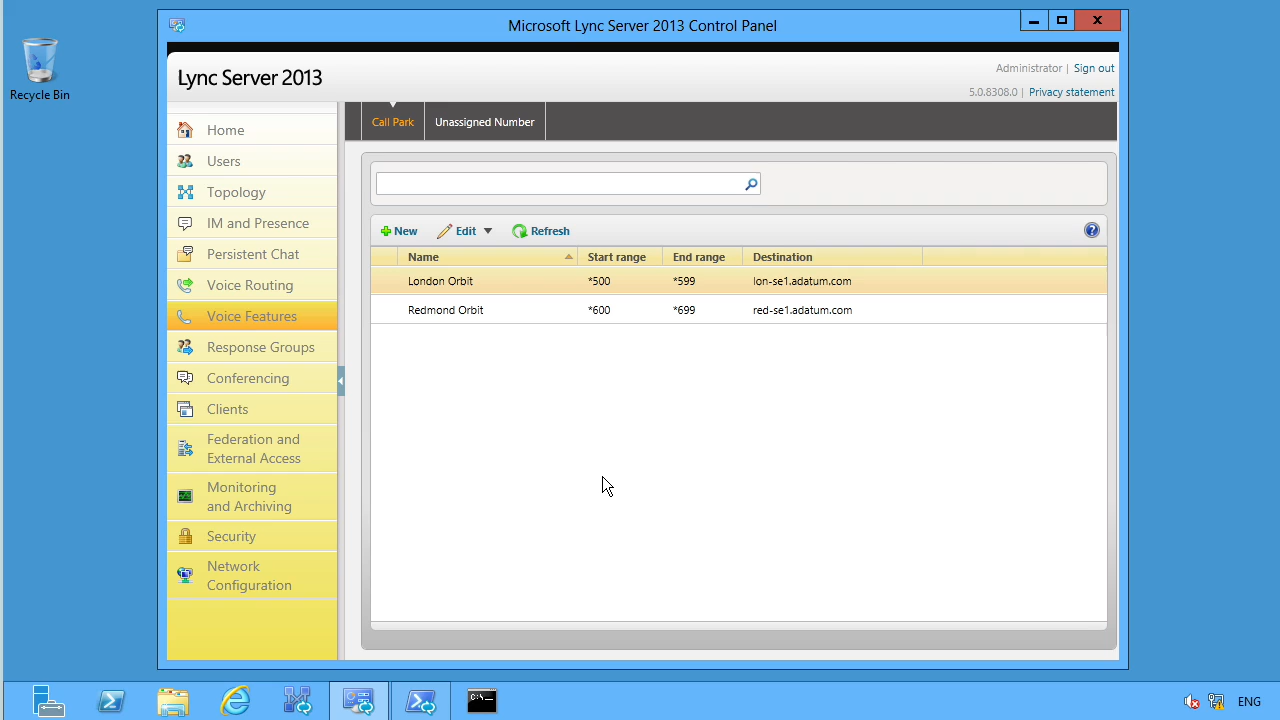 Microsoft Lync Server 2013 Control Panel
Recycle Bin
Lync Server 2013
Administrator | Sign out
5.0.8308.0 | Privacy statement
Home
Users
Topology
IM and Presence
Persistent Chat
Voice Routing
Voice Features
Response Groups
Conferencing
Clients
Federation and
External Access
Monitoring
and Archiving
Security
Network
Configuration
Call Park
Unassigned Number
New Edit Refresh
Name Start range End range Destination
London Orbit *500 *599 lon-se1.adatum.com
Redmond Orbit *600 *699 red-se1.adatum.com
ENG